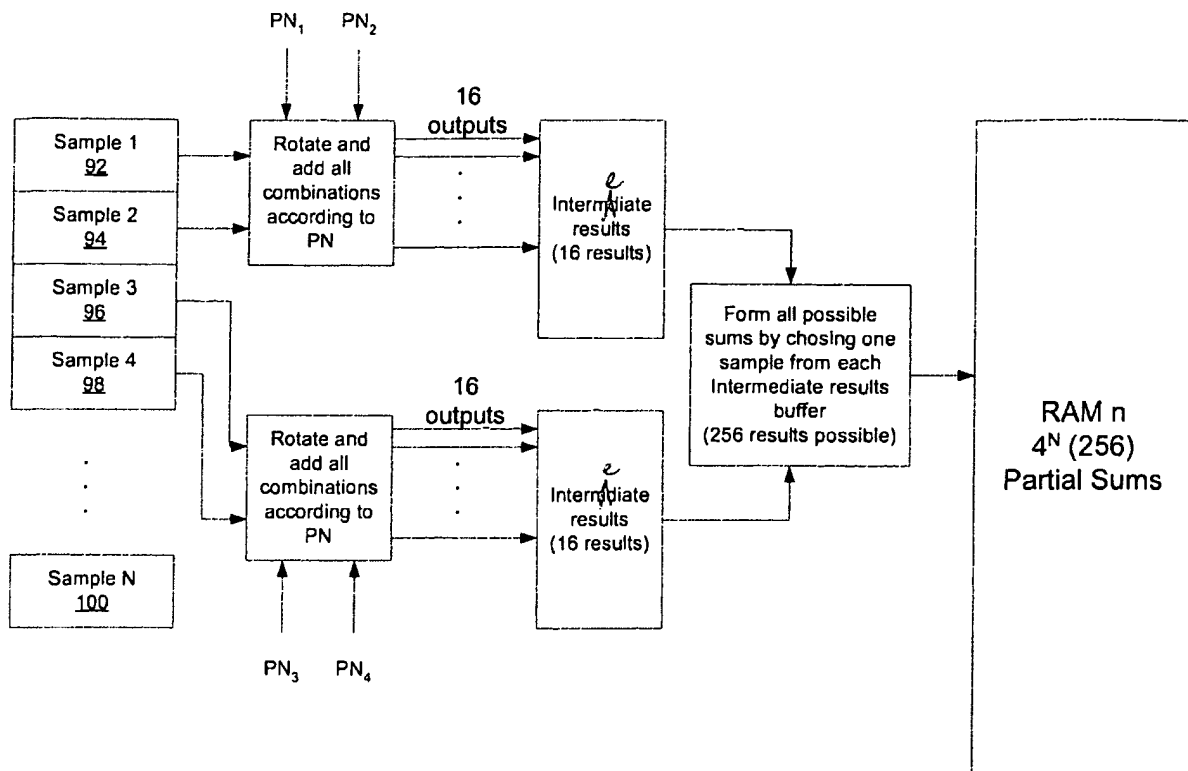 PN1 PN2
16
outputs
Sample 1
92
Sample 2
94
Sample 3
96
Sample 4
98
.
.
.
Sample N
100
Rotate and
add all
combinations
according to
PN
.
.
.
e
Intermdiate
results
(16 results)
Form all possible
sums by chosing one
sample from each
Intermediate results
buffer
(256 results possible)
RAM n
4^N (256)
Partial Sums
16
outputs
Rotate and
add all
combinations
according to
PN
.
.
.
e
Intermdiate
results
(16 results)
PN3 PN4